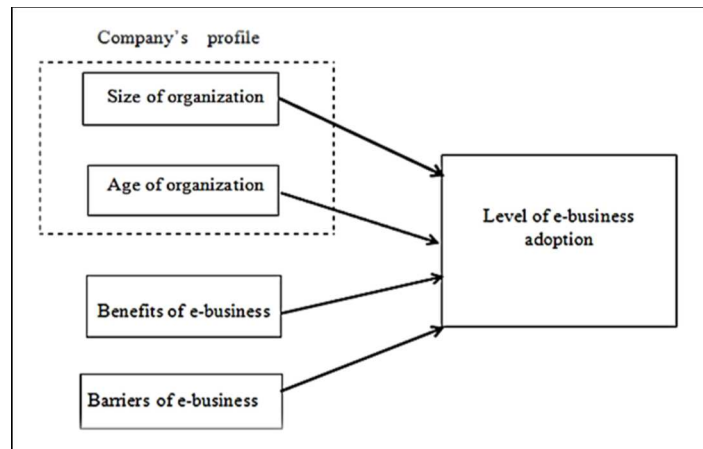 Company's profile
Size of organization
Age of organization
Level of e-business
adoption
Benefits of e-business
Barriers of e-business